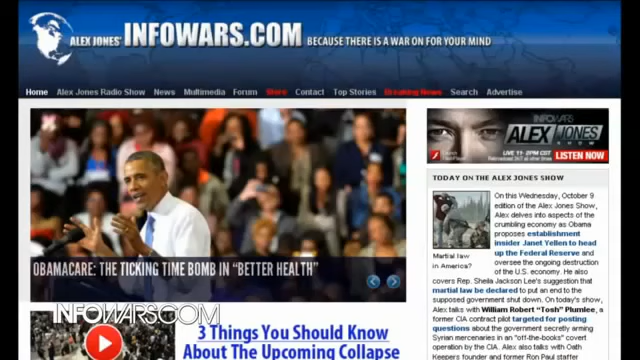 ALEX JONES' INFOWARS.COM BECAUSE THERE IS A WAR ON FOR YOUR MIND
Home Alex Jones Radio Show News Multimedia Forum Store Contact Top Stories Breaking News Search Advertise
OBAMACARE: THE TICKING TIME BOMB IN “BETTER HEALTH”
INFOWARS.COM
3 Things You Should Know
About The Upcoming Collapse
INFOWARS
ALEX JONES
SHOW
LIVE 11-2PM CST
LISTEN NOW
TODAY ON THE ALEX JONES SHOW
On this Wednesday, October 9
edition of the Alex Jones Show,
Alex delves into aspects of the
crumbling economy as Obama
proposes establishment
insider Janet Yellen to head
up the Federal Reserve and
Martial law
in America?
oversee the ongoing destruction
of the U.S. economy. He also
covers Rep. Sheila Jackson Lee's suggestion that
martial law be declared to put an end to the
supposed government shut down. On today's show,
Alex talks with William Robert “Tosh” Plumlee, a
former CIA contract pilot targeted for posting
questions about the government secretly arming
Syrian mercenaries in an “off-the-books” covert
operation by the CIA. Alex also talks with Oath
Keepers founder and former Ron Paul staffer